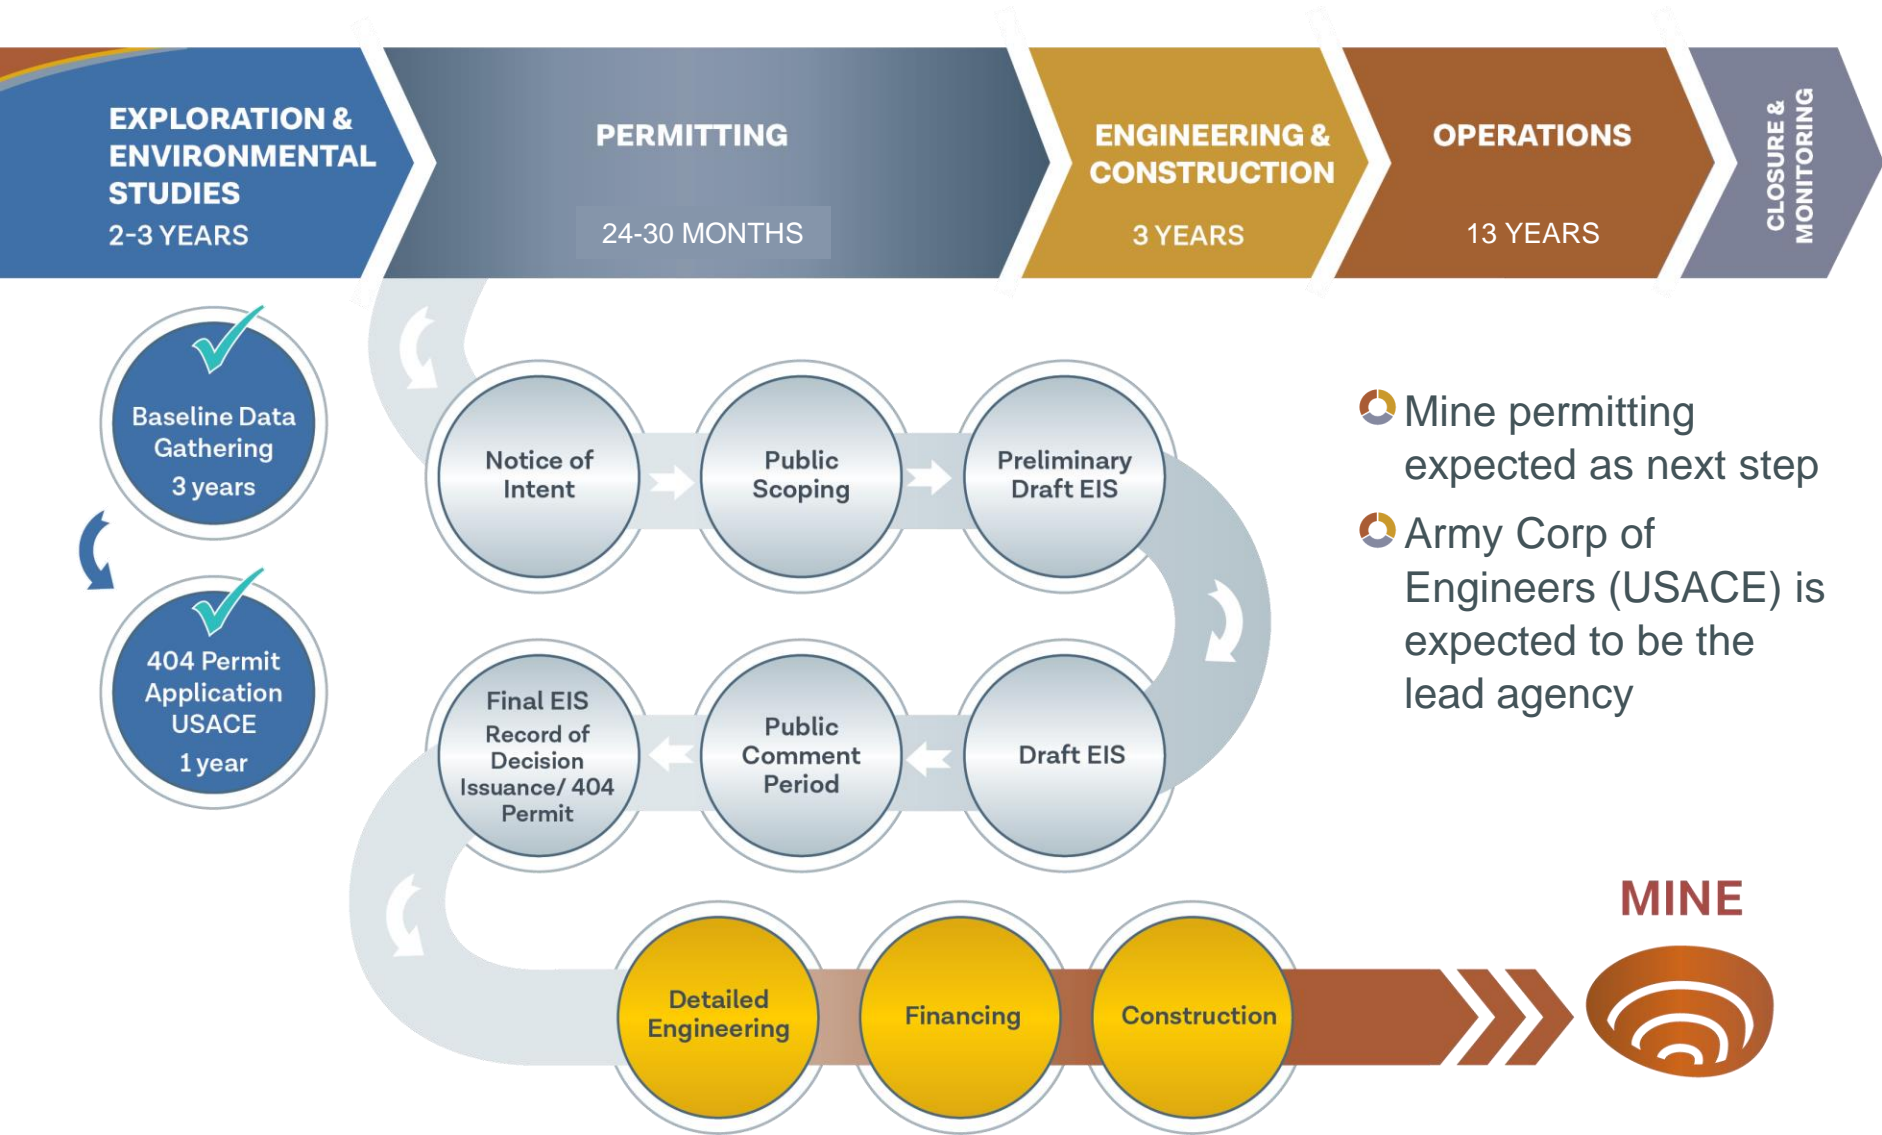 EXPLORATION &
ENVIRONMENTAL
STUDIES
2-3 YEARS
PERMITTING
24-30 MONTHS
ENGINEERING &
CONSTRUCTION
3 YEARS
OPERATIONS
13 YEARS
CLOSURE &
MONITORING
Baseline Data
Gathering
3 years
404 Permit
Application
USACE
1 year
Notice of
Intent
Public
Scoping
Preliminary
Draft EIS
Draft EIS
Public
Comment
Period
Final EIS
Record of
Decision
Issuance/ 404
Permit
Detailed
Engineering
Financing
Construction
Mine permitting
expected as next step
Army Corp of
Engineers (USACE) is
expected to be the
lead agency
MINE